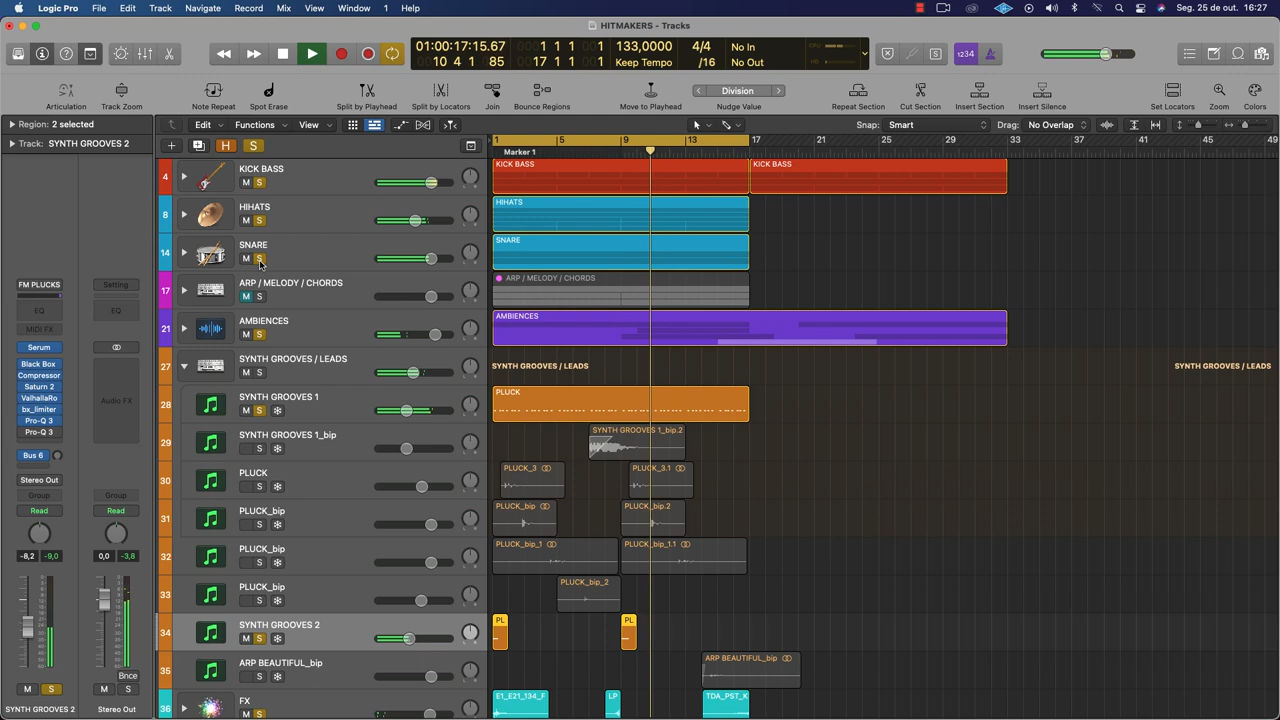 Logic Pro File Edit Track Navigate Record Mix View Window 1 Help Seg. 25 de out. 16:27
HITMAKERS - Tracks
01:00:17:15.67 1 1 1 1 133,0000 4/4 No In CPU
10 4 1 85 17 1 1 1 Keep Tempo /16 No Out
1234
Division
Articulation Track Zoom Note Repeat Spot Erase Split by Playhead Split by Locators Join Bounce Regions Move to Playhead Nudge Value Repeat Section Cut Section Insert Section Insert Silence Set Locators Zoom Colors
Region: 2 selected Edit Functions View Snap: Smart Drag: No Overlap
Track: SYNTH GROOVES 2 H S 1 5 9 13 17 21 25 29 33 37 41 45 49
Marker 1
4 KICK BASS M S KICK BASS KICK BASS
8 HIHATS M S HIHATS
14 SNARE M S SNARE
17 ARP / MELODY / CHORDS M S ARP / MELODY / CHORDS
21 AMBIENCES M S AMBIENCES
27 SYNTH GROOVES / LEADS M S SYNTH GROOVES / LEADS SYNTH GROOVES / LEADS
28 SYNTH GROOVES 1 M S PLUCK
29 SYNTH GROOVES 1_bip S SYNTH GROOVES 1_bip.2
30 PLUCK S PLUCK_3 PLUCK_3.1
31 PLUCK_bip S PLUCK_bip PLUCK_bip.2
32 PLUCK_bip S PLUCK_bip_1 PLUCK_bip_1.1
33 PLUCK_bip S PLUCK_bip_2
34 SYNTH GROOVES 2 M S PL PL
35 ARP BEAUTIFUL_bip S ARP BEAUTIFUL_bip
36 FX M S E1_E21_134_F LP TDA_PST_K
FM PLUCKS Setting
EQ EQ
MIDI FX
Serum
Black Box
Compressor
Saturn 2
ValhallaRo
bx_limiter
Pro-Q 3
Pro-Q 3
Audio FX
Bus 6
Stereo Out
Group Group
Read Read
-8,2 -9,0 0,0 -3,8
Bnce
M S M S
SYNTH GROOVES 2 Stereo Out